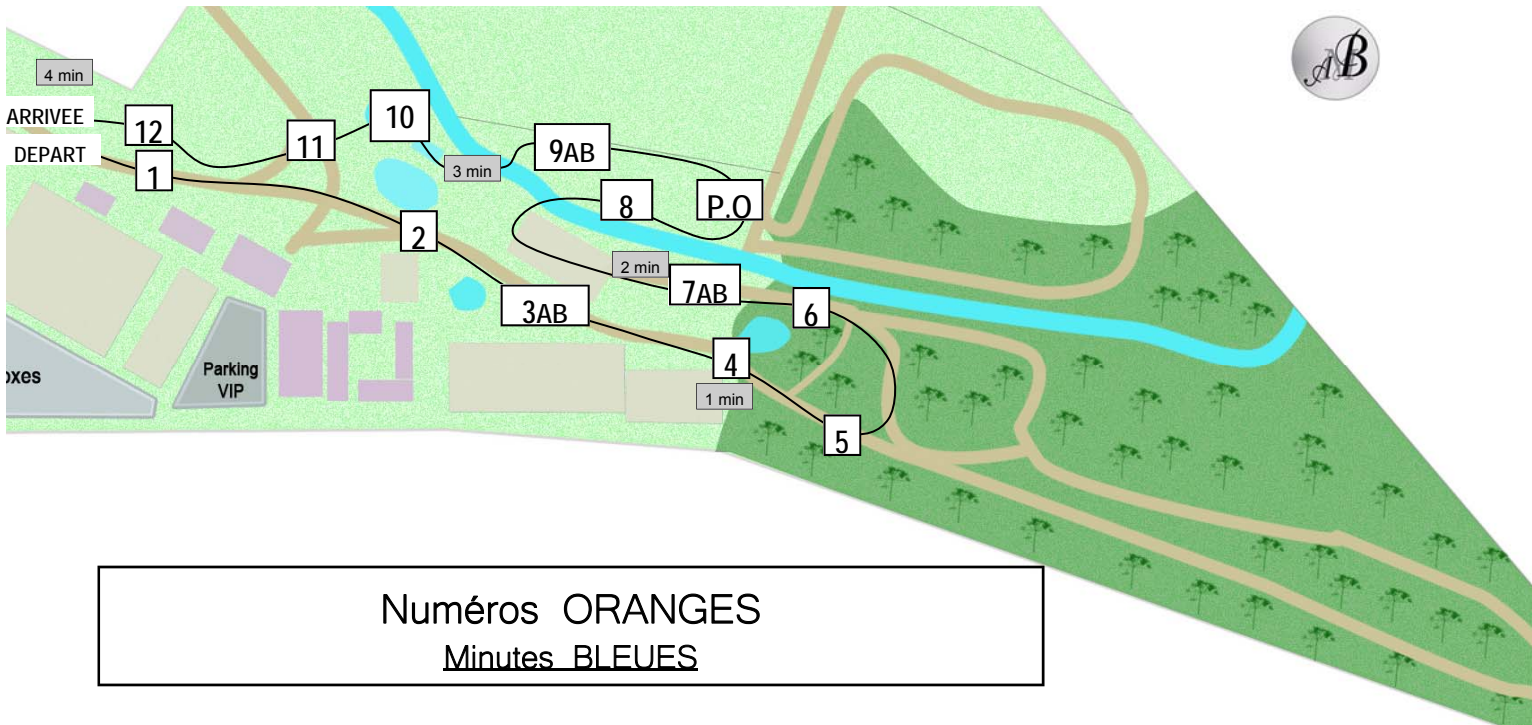 4 min
ARRIVEE
12
11
10
DEPART
1
3 min
9AB
2
8
P.O
2 min
7AB
6
3AB
4
oxes
Parking
VIP
1 min
5
AB
Numéros ORANGES
Minutes BLEUES